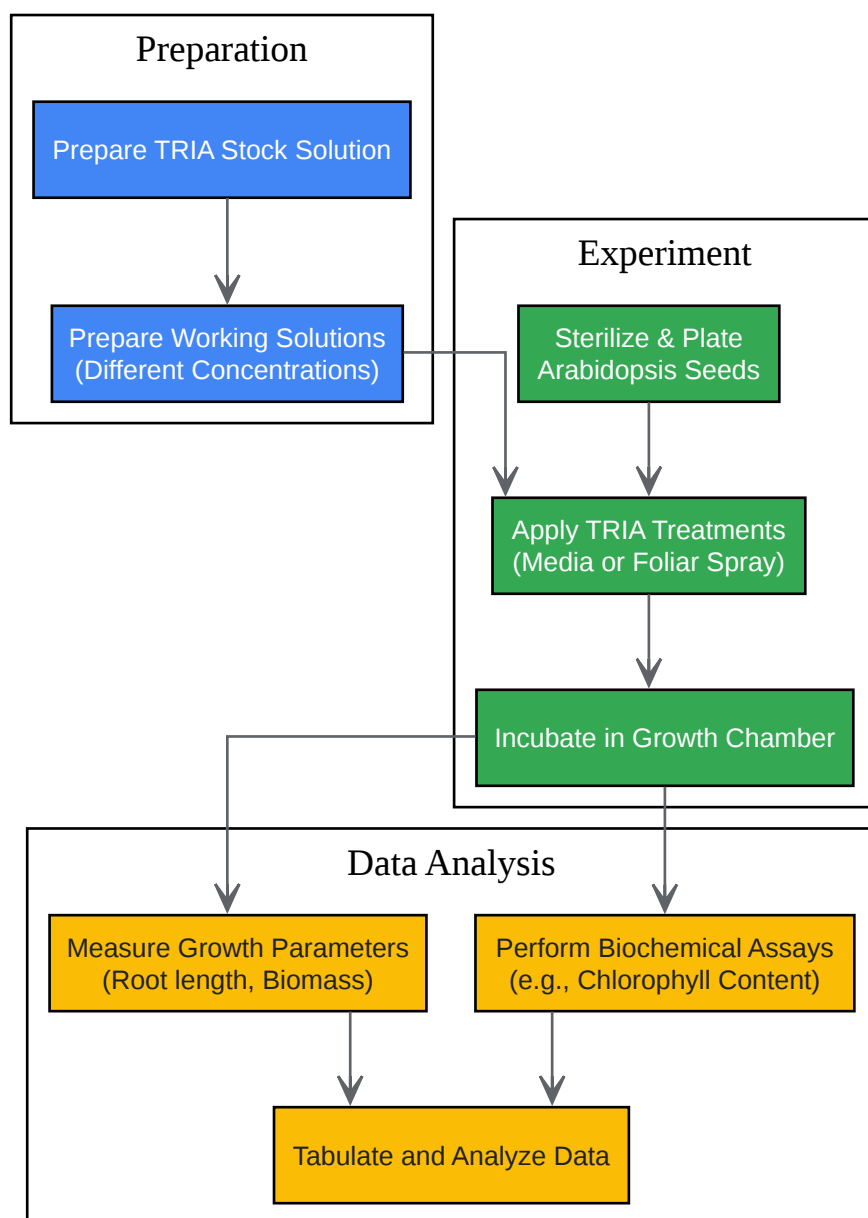 Preparation
Prepare TRIA Stock Solution
Prepare Working Solutions
(Different Concentrations)
Experiment
Sterilize & Plate
Arabidopsis Seeds
Apply TRIA Treatments
(Media or Foliar Spray)
Incubate in Growth Chamber
Data Analysis
Measure Growth Parameters
(Root length, Biomass)
Perform Biochemical Assays
(e.g., Chlorophyll Content)
Tabulate and Analyze Data